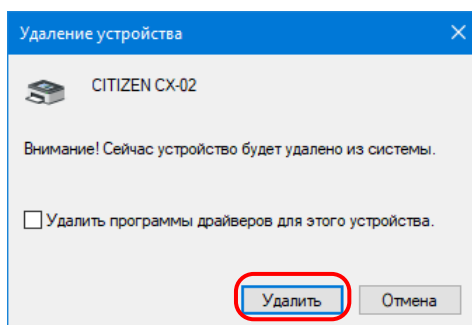 Удаление устройства
CITIZEN CX-02
Внимание! Сейчас устройство будет удалено из системы.
Удалить программы драйверов для этого устройства.
Удалить
Отмена